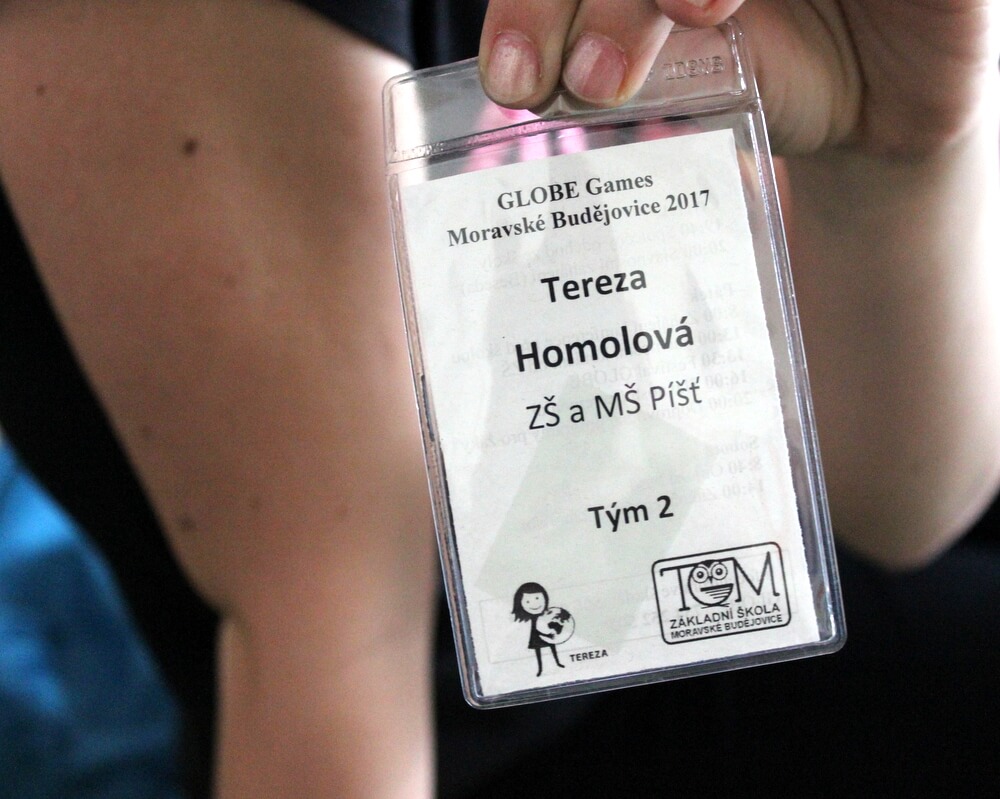 GLOBE Games
Moravské Budějovice 2017
Tereza
Homolová
ZŠ a MŠ Píšť
Tým 2
TEREZA
TOM
ZÁKLADNÍ ŠKOLA
MORAVSKÉ BUDĚJOVICE